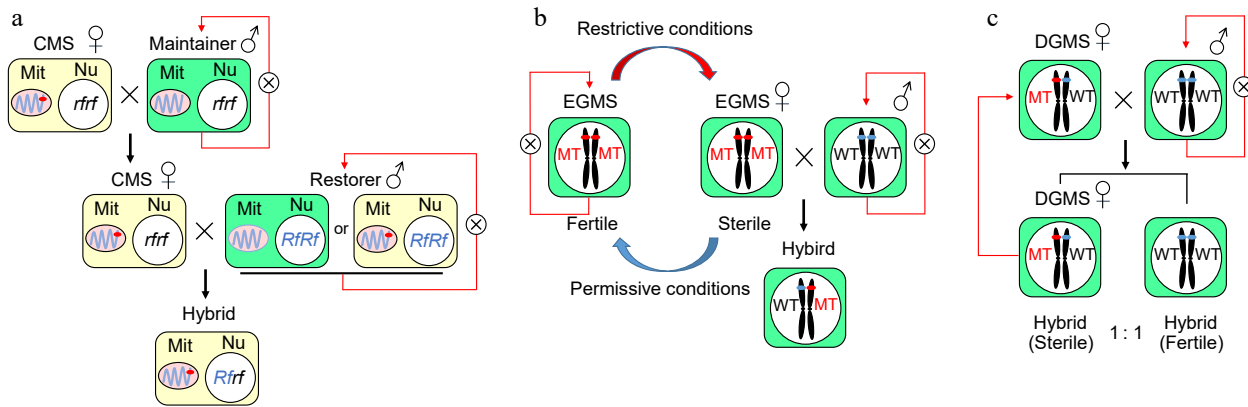 a
CMS ♀
Maintainer ♂
Mit Nu
rfrf
Mit Nu
rfrf
CMS ♀
Restorer ♂
Mit Nu
rfrf
Mit Nu
RfRf
or
Mit Nu
RfRf
Hybrid
Mit Nu
Rfrf
b
Restrictive conditions
EGMS
MT MT
Fertile
EGMS ♀
MT MT
Sterile
♂
WT WT
Hybird
WT MT
Permissive conditions
c
DGMS ♀
MT WT
♂
WT WT
DGMS ♀
MT WT
WT WT
Hybrid
(Sterile)
1 : 1
Hybrid
(Fertile)